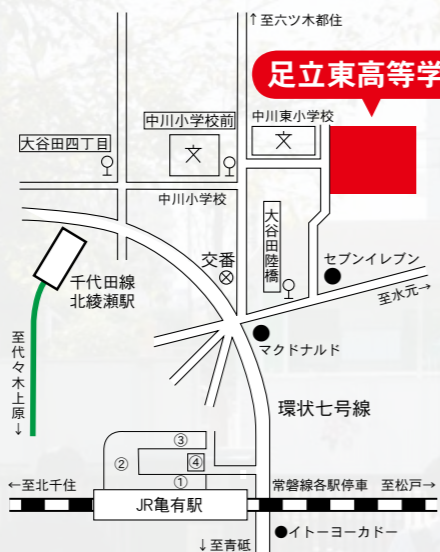 ↑至六ツ木都住
足立東高等学
中川小学校前
中川東小学校
大谷田四丁目
文
文
中川小学校
大谷田陸橋
交番
セブンイレブン
千代田線
北綾瀬駅
至水元→
至代々木上原→
マクドナルド
環状七号線
③
②
④
①
←至北千住
常磐線各駅停車
至松戸→
JR亀有駅
●イトーヨーカドー
↓至青砥